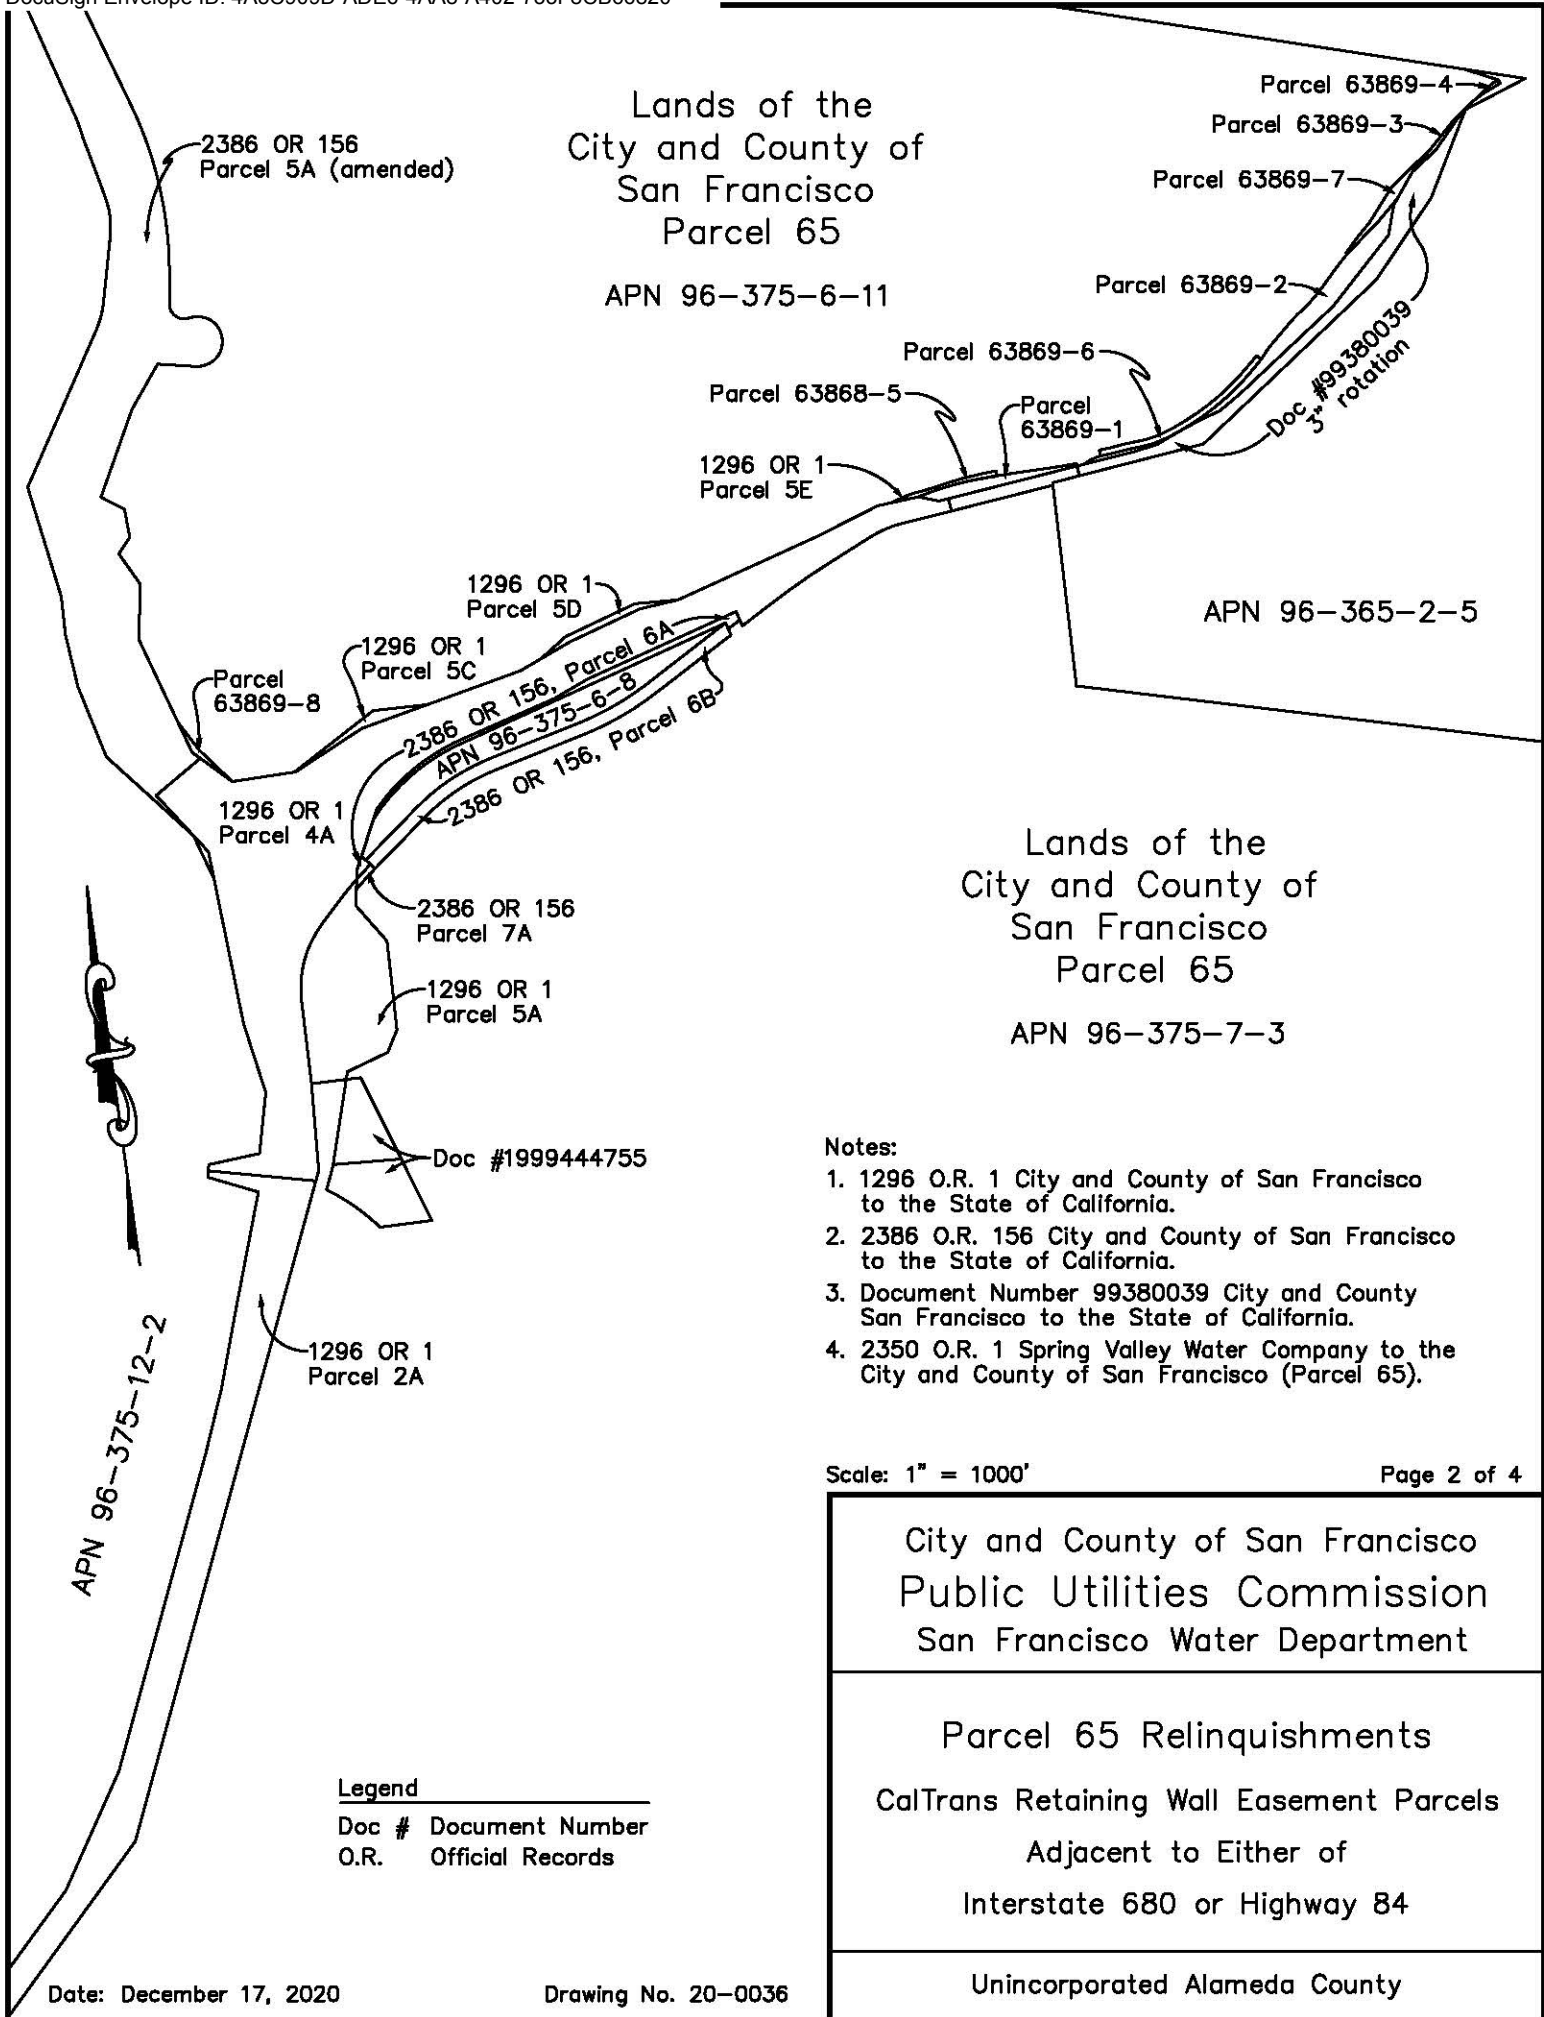 Lands of the
City and County of
San Francisco
Parcel 65
APN 96-375-6-11
2386 OR 156
Parcel 5A (amended)
Parcel 63869-4
Parcel 63869-3
Parcel 63869-7
Parcel 63869-2
Doc #99380039
3" rotation
Parcel 63869-6
Parcel 63868-5
Parcel
63869-1
1296 OR 1
Parcel 5E
APN 96-365-2-5
1296 OR 1
Parcel 5D
1296 OR 1
Parcel 5C
Parcel
63869-8
2386 OR 156, Parcel 6A
APN 96-375-6-8
2386 OR 156, Parcel 6B
1296 OR 1
Parcel 4A
2386 OR 156
Parcel 7A
1296 OR 1
Parcel 5A
Lands of the
City and County of
San Francisco
Parcel 65
APN 96-375-7-3
Doc #1999444755
1296 OR 1
Parcel 2A
APN 96-375-12-2
Notes:
1. 1296 O.R. 1 City and County of San Francisco
to the State of California.
2. 2386 O.R. 156 City and County of San Francisco
to the State of California.
3. Document Number 99380039 City and County
San Francisco to the State of California.
4. 2350 O.R. 1 Spring Valley Water Company to the
City and County of San Francisco (Parcel 65).
Scale: 1" = 1000'
Page 2 of 4
City and County of San Francisco
Public Utilities Commission
San Francisco Water Department
Parcel 65 Relinquishments
CalTrans Retaining Wall Easement Parcels
Adjacent to Either of
Interstate 680 or Highway 84
Unincorporated Alameda County
Legend
Doc # Document Number
O.R. Official Records
Date: December 17, 2020
Drawing No. 20-0036